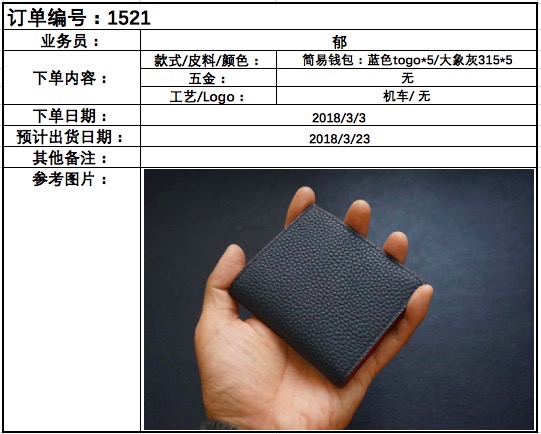 订单编号：1521
业务员： 郁
下单内容： 款式/皮料/颜色： 简易钱包：蓝色togo*5/大象灰315*5
五金： 无
工艺/Logo： 机车/ 无
下单日期： 2018/3/3
预计出货日期： 2018/3/23
其他备注：
参考图片：